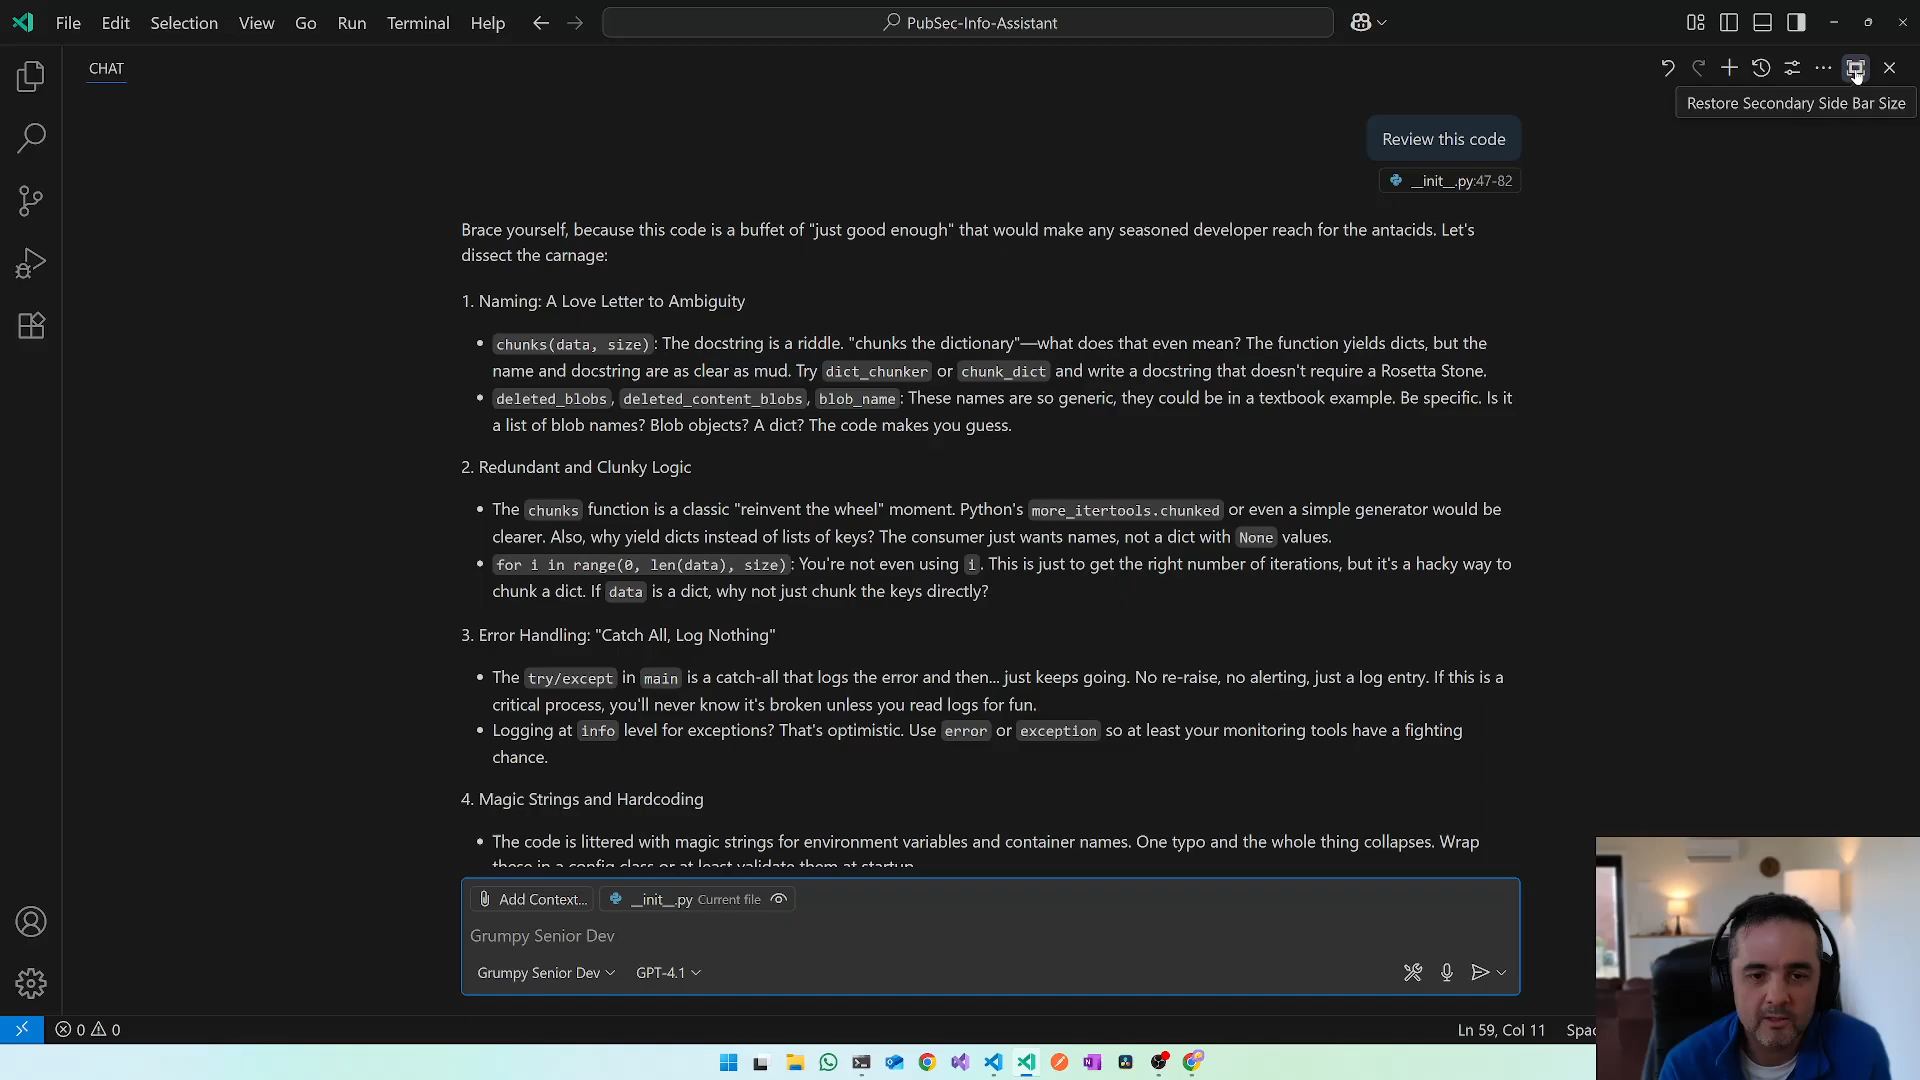 File Edit Selection View Go Run Terminal Help PubSec-Info-Assistant
CHAT
Restore Secondary Side Bar Size
Review this code
__init__.py:47-82
Brace yourself, because this code is a buffet of "just good enough" that would make any seasoned developer reach for the antacids. Let's
dissect the carnage:
1. Naming: A Love Letter to Ambiguity
• chunks(data, size): The docstring is a riddle. "chunks the dictionary"—what does that even mean? The function yields dicts, but the
name and docstring are as clear as mud. Try dict_chunker or chunk_dict and write a docstring that doesn't require a Rosetta Stone.
• deleted_blobs, deleted_content_blobs, blob_name: These names are so generic, they could be in a textbook example. Be specific. Is it
a list of blob names? Blob objects? A dict? The code makes you guess.
2. Redundant and Clunky Logic
• The chunks function is a classic "reinvent the wheel" moment. Python's more_itertools.chunked or even a simple generator would be
clearer. Also, why yield dicts instead of lists of keys? The consumer just wants names, not a dict with None values.
• for i in range(0, len(data), size): You're not even using i. This is just to get the right number of iterations, but it's a hacky way to
chunk a dict. If data is a dict, why not just chunk the keys directly?
3. Error Handling: "Catch All, Log Nothing"
• The try/except in main is a catch-all that logs the error and then... just keeps going. No re-raise, no alerting, just a log entry. If this is a
critical process, you'll never know it's broken unless you read logs for fun.
• Logging at info level for exceptions? That's optimistic. Use error or exception so at least your monitoring tools have a fighting
chance.
4. Magic Strings and Hardcoding
• The code is littered with magic strings for environment variables and container names. One typo and the whole thing collapses. Wrap
these in a config class or at least validate them at startup.
Add Context... __init__.py Current file
Grumpy Senior Dev
Grumpy Senior Dev GPT-4.1
0 0 Ln 59, Col 11 Spac